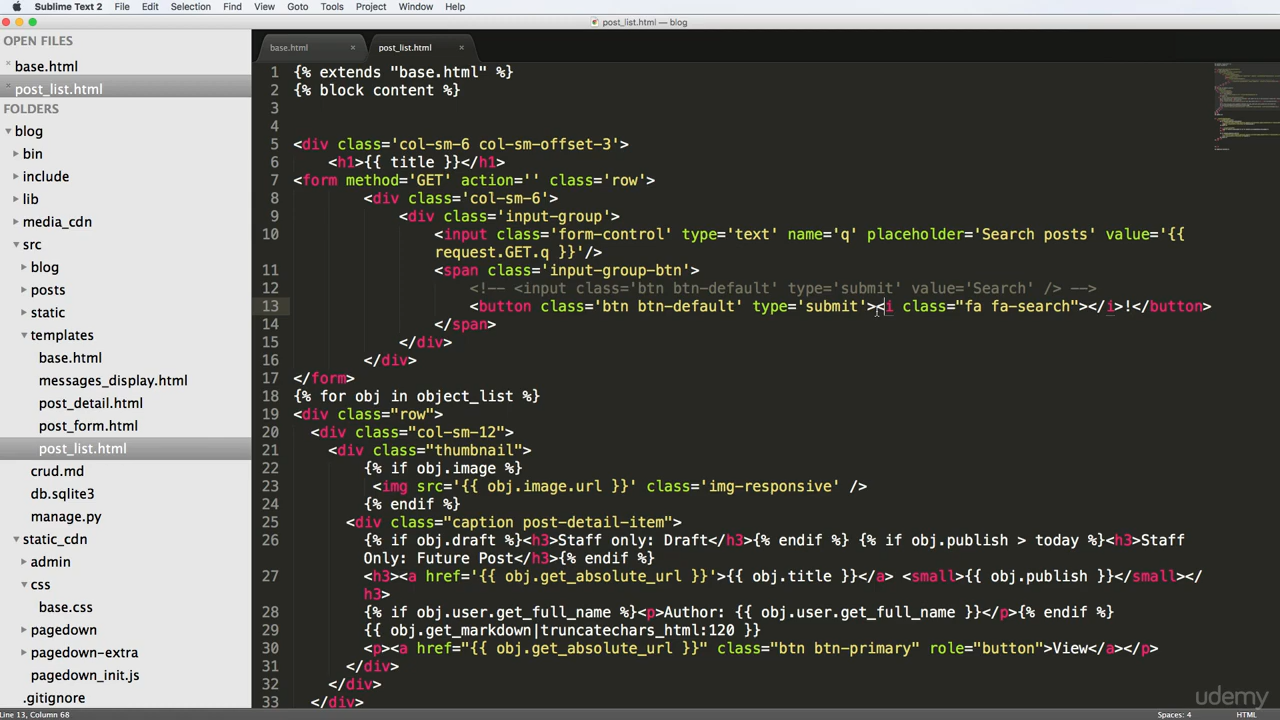 Sublime Text 2 File Edit Selection Find View Goto Tools Project Window Help
post_list.html — blog
OPEN FILES
base.html
post_list.html
FOLDERS
blog
bin
include
lib
media_cdn
src
blog
posts
static
templates
base.html
messages_display.html
post_detail.html
post_form.html
post_list.html
crud.md
db.sqlite3
manage.py
static_cdn
admin
css
base.css
pagedown
pagedown-extra
pagedown_init.js
.gitignore
base.html × post_list.html ×
1 {% extends "base.html" %}
2 {% block content %}
3
4
5 <div class='col-sm-6 col-sm-offset-3'>
6 <h1>{{ title }}</h1>
7 <form method='GET' action='' class='row'>
8 <div class='col-sm-6'>
9 <div class='input-group'>
10 <input class='form-control' type='text' name='q' placeholder='Search posts' value='{{
request.GET.q }}'/>
11 <span class='input-group-btn'>
12 <!-- <input class='btn btn-default' type='submit' value='Search' /> -->
13 <button class='btn btn-default' type='submit'><i class="fa fa-search"></i>!</button>
14 </span>
15 </div>
16 </div>
17 </form>
18 {% for obj in object_list %}
19 <div class="row">
20 <div class="col-sm-12">
21 <div class="thumbnail">
22 {% if obj.image %}
23 <img src='{{ obj.image.url }}' class='img-responsive' />
24 {% endif %}
25 <div class="caption post-detail-item">
26 {% if obj.draft %}<h3>Staff only: Draft</h3>{% endif %} {% if obj.publish > today %}<h3>Staff
Only: Future Post</h3>{% endif %}
27 <h3><a href='{{ obj.get_absolute_url }}'>{{ obj.title }}</a> <small>{{ obj.publish }}</small></
h3>
28 {% if obj.user.get_full_name %}<p>Author: {{ obj.user.get_full_name }}</p>{% endif %}
29 {{ obj.get_markdown|truncatechars_html:120 }}
30 <p><a href="{{ obj.get_absolute_url }}" class="btn btn-primary" role="button">View</a></p>
31 </div>
32 </div>
33 </div>
udemy
Line 13, Column 68 Spaces: 4 HTML